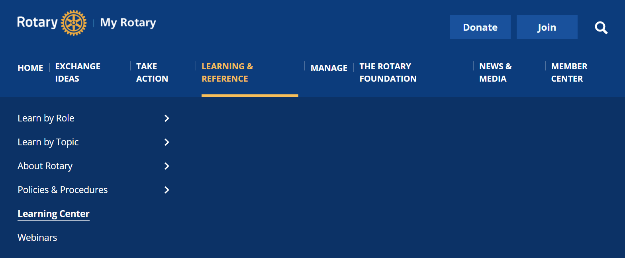 Rotary | My Rotary
Donate
Join
HOME
EXCHANGE
IDEAS
TAKE
ACTION
LEARNING &
REFERENCE
MANAGE
THE ROTARY
FOUNDATION
NEWS &
MEDIA
MEMBER
CENTER
Learn by Role
Learn by Topic
About Rotary
Policies & Procedures
Learning Center
Webinars